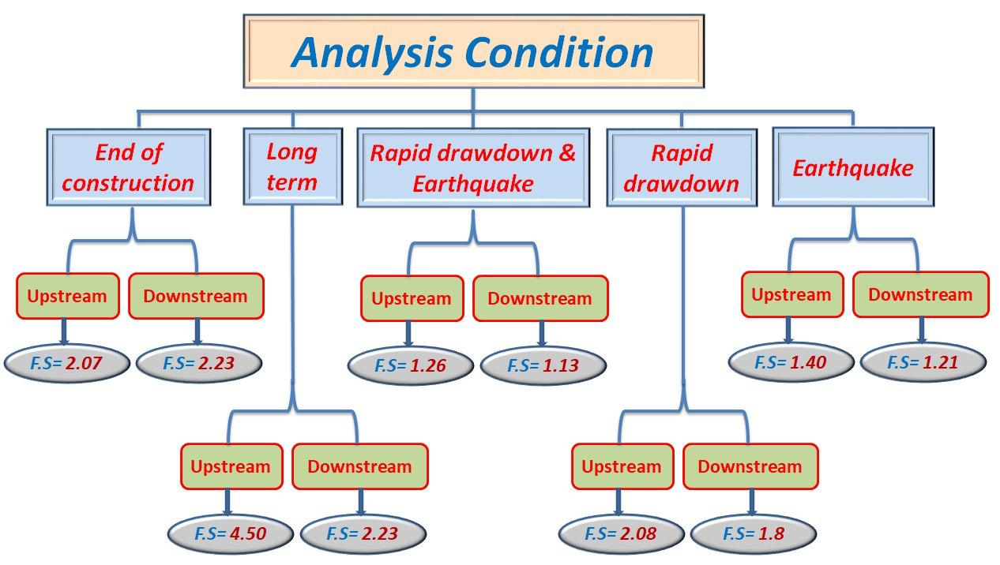 Analysis Condition
End of
construction
Long
term
Rapid drawdown &
Earthquake
Rapid
drawdown
Earthquake
Upstream
Downstream
F.S= 2.07
F.S= 2.23
Upstream
Downstream
F.S= 1.26
F.S= 1.13
Upstream
Downstream
F.S= 1.40
F.S= 1.21
Upstream
Downstream
F.S= 4.50
F.S= 2.23
Upstream
Downstream
F.S= 2.08
F.S= 1.8